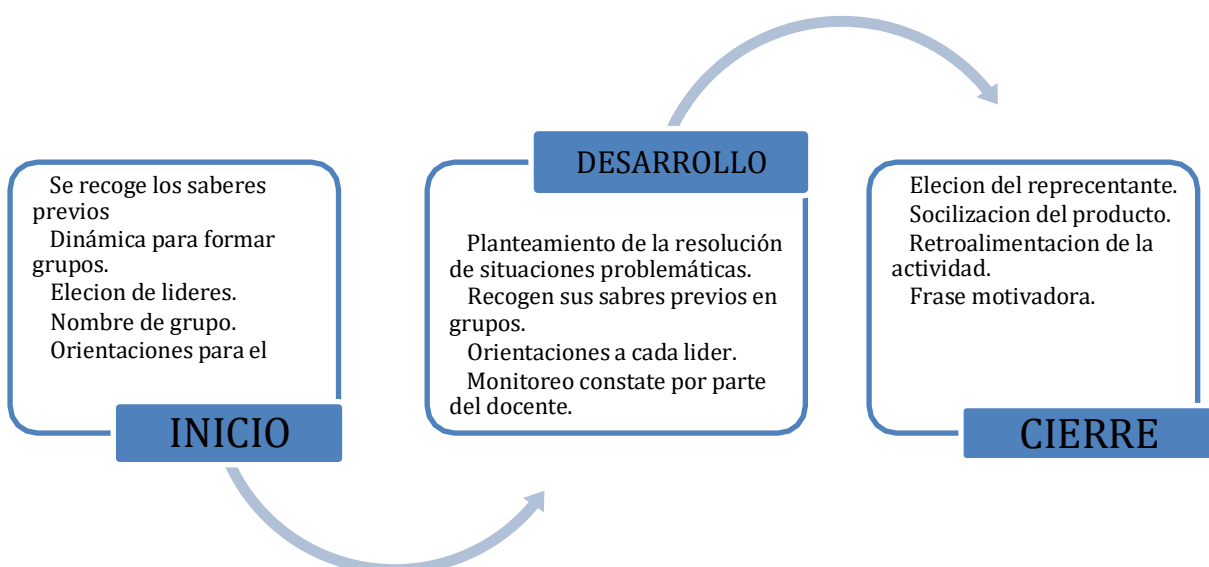 Se recoge los saberes
previos
Dinámica para formar
grupos.
Elecion de lideres.
Nombre de grupo.
Orientaciones para el
INICIO
DESARROLLO
Planteamiento de la resolución
de situaciones problemáticas.
Recogen sus sabres previos en
grupos.
Orientaciones a cada lider.
Monitoreo constate por parte
del docente.
Elecion del reprecentante.
Socilizacion del producto.
Retroalimentacion de la
actividad.
Frase motivadora.
CIERRE